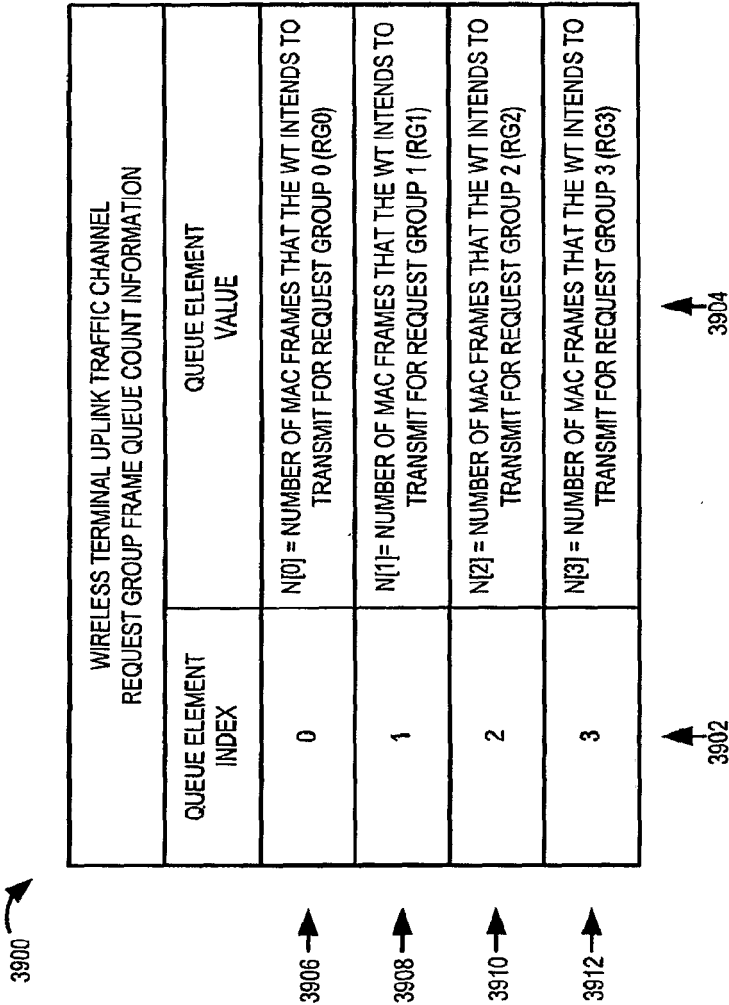 3900
WIRELESS TERMINAL UPLINK TRAFFIC CHANNEL
REQUEST GROUP FRAME QUEUE COUNT INFORMATION
QUEUE ELEMENT
INDEX
QUEUE ELEMENT
VALUE
3906
0
N[0] = NUMBER OF MAC FRAMES THAT THE WT INTENDS TO
TRANSMIT FOR REQUEST GROUP 0 (RG0)
3908
1
N[1]= NUMBER OF MAC FRAMES THAT THE WT INTENDS TO
TRANSMIT FOR REQUEST GROUP 1 (RG1)
3910
2
N[2] = NUMBER OF MAC FRAMES THAT THE WT INTENDS TO
TRANSMIT FOR REQUEST GROUP 2 (RG2)
3912
3
N[3] = NUMBER OF MAC FRAMES THAT THE WT INTENDS TO
TRANSMIT FOR REQUEST GROUP 3 (RG3)
3902
3904